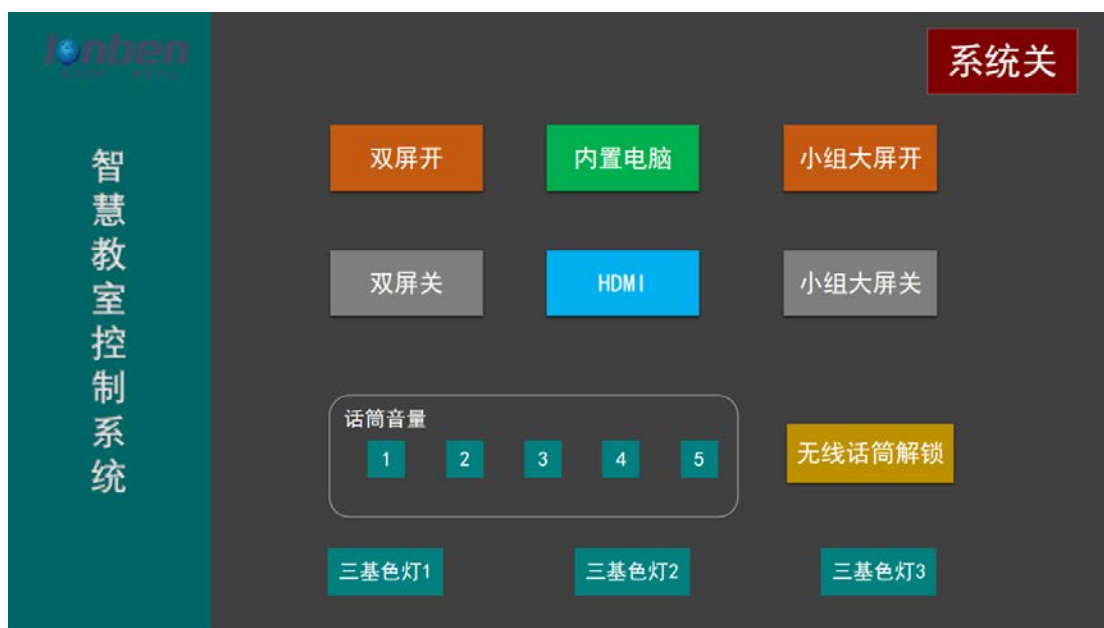 lonben
智慧教室控制系统
系统关
双屏开
内置电脑
小组大屏开
双屏关
HDMI
小组大屏关
话筒音量
1 2 3 4 5
无线话筒解锁
三基色灯1
三基色灯2
三基色灯3